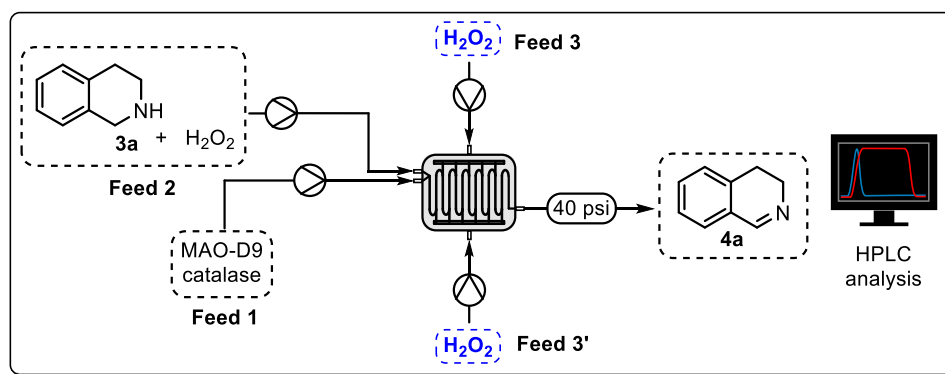 H2O2 Feed 3
NH
3a + H2O2
Feed 2
MAO-D9
catalase
Feed 1
40 psi
N
4a
HPLC
analysis
H2O2 Feed 3'